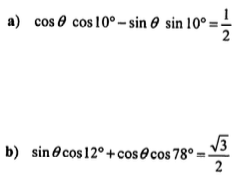 a) cos θ cos 10° – sin θ sin 10° = 1/2
b) sin θ cos 12° + cos θ cos 78° = √3/2